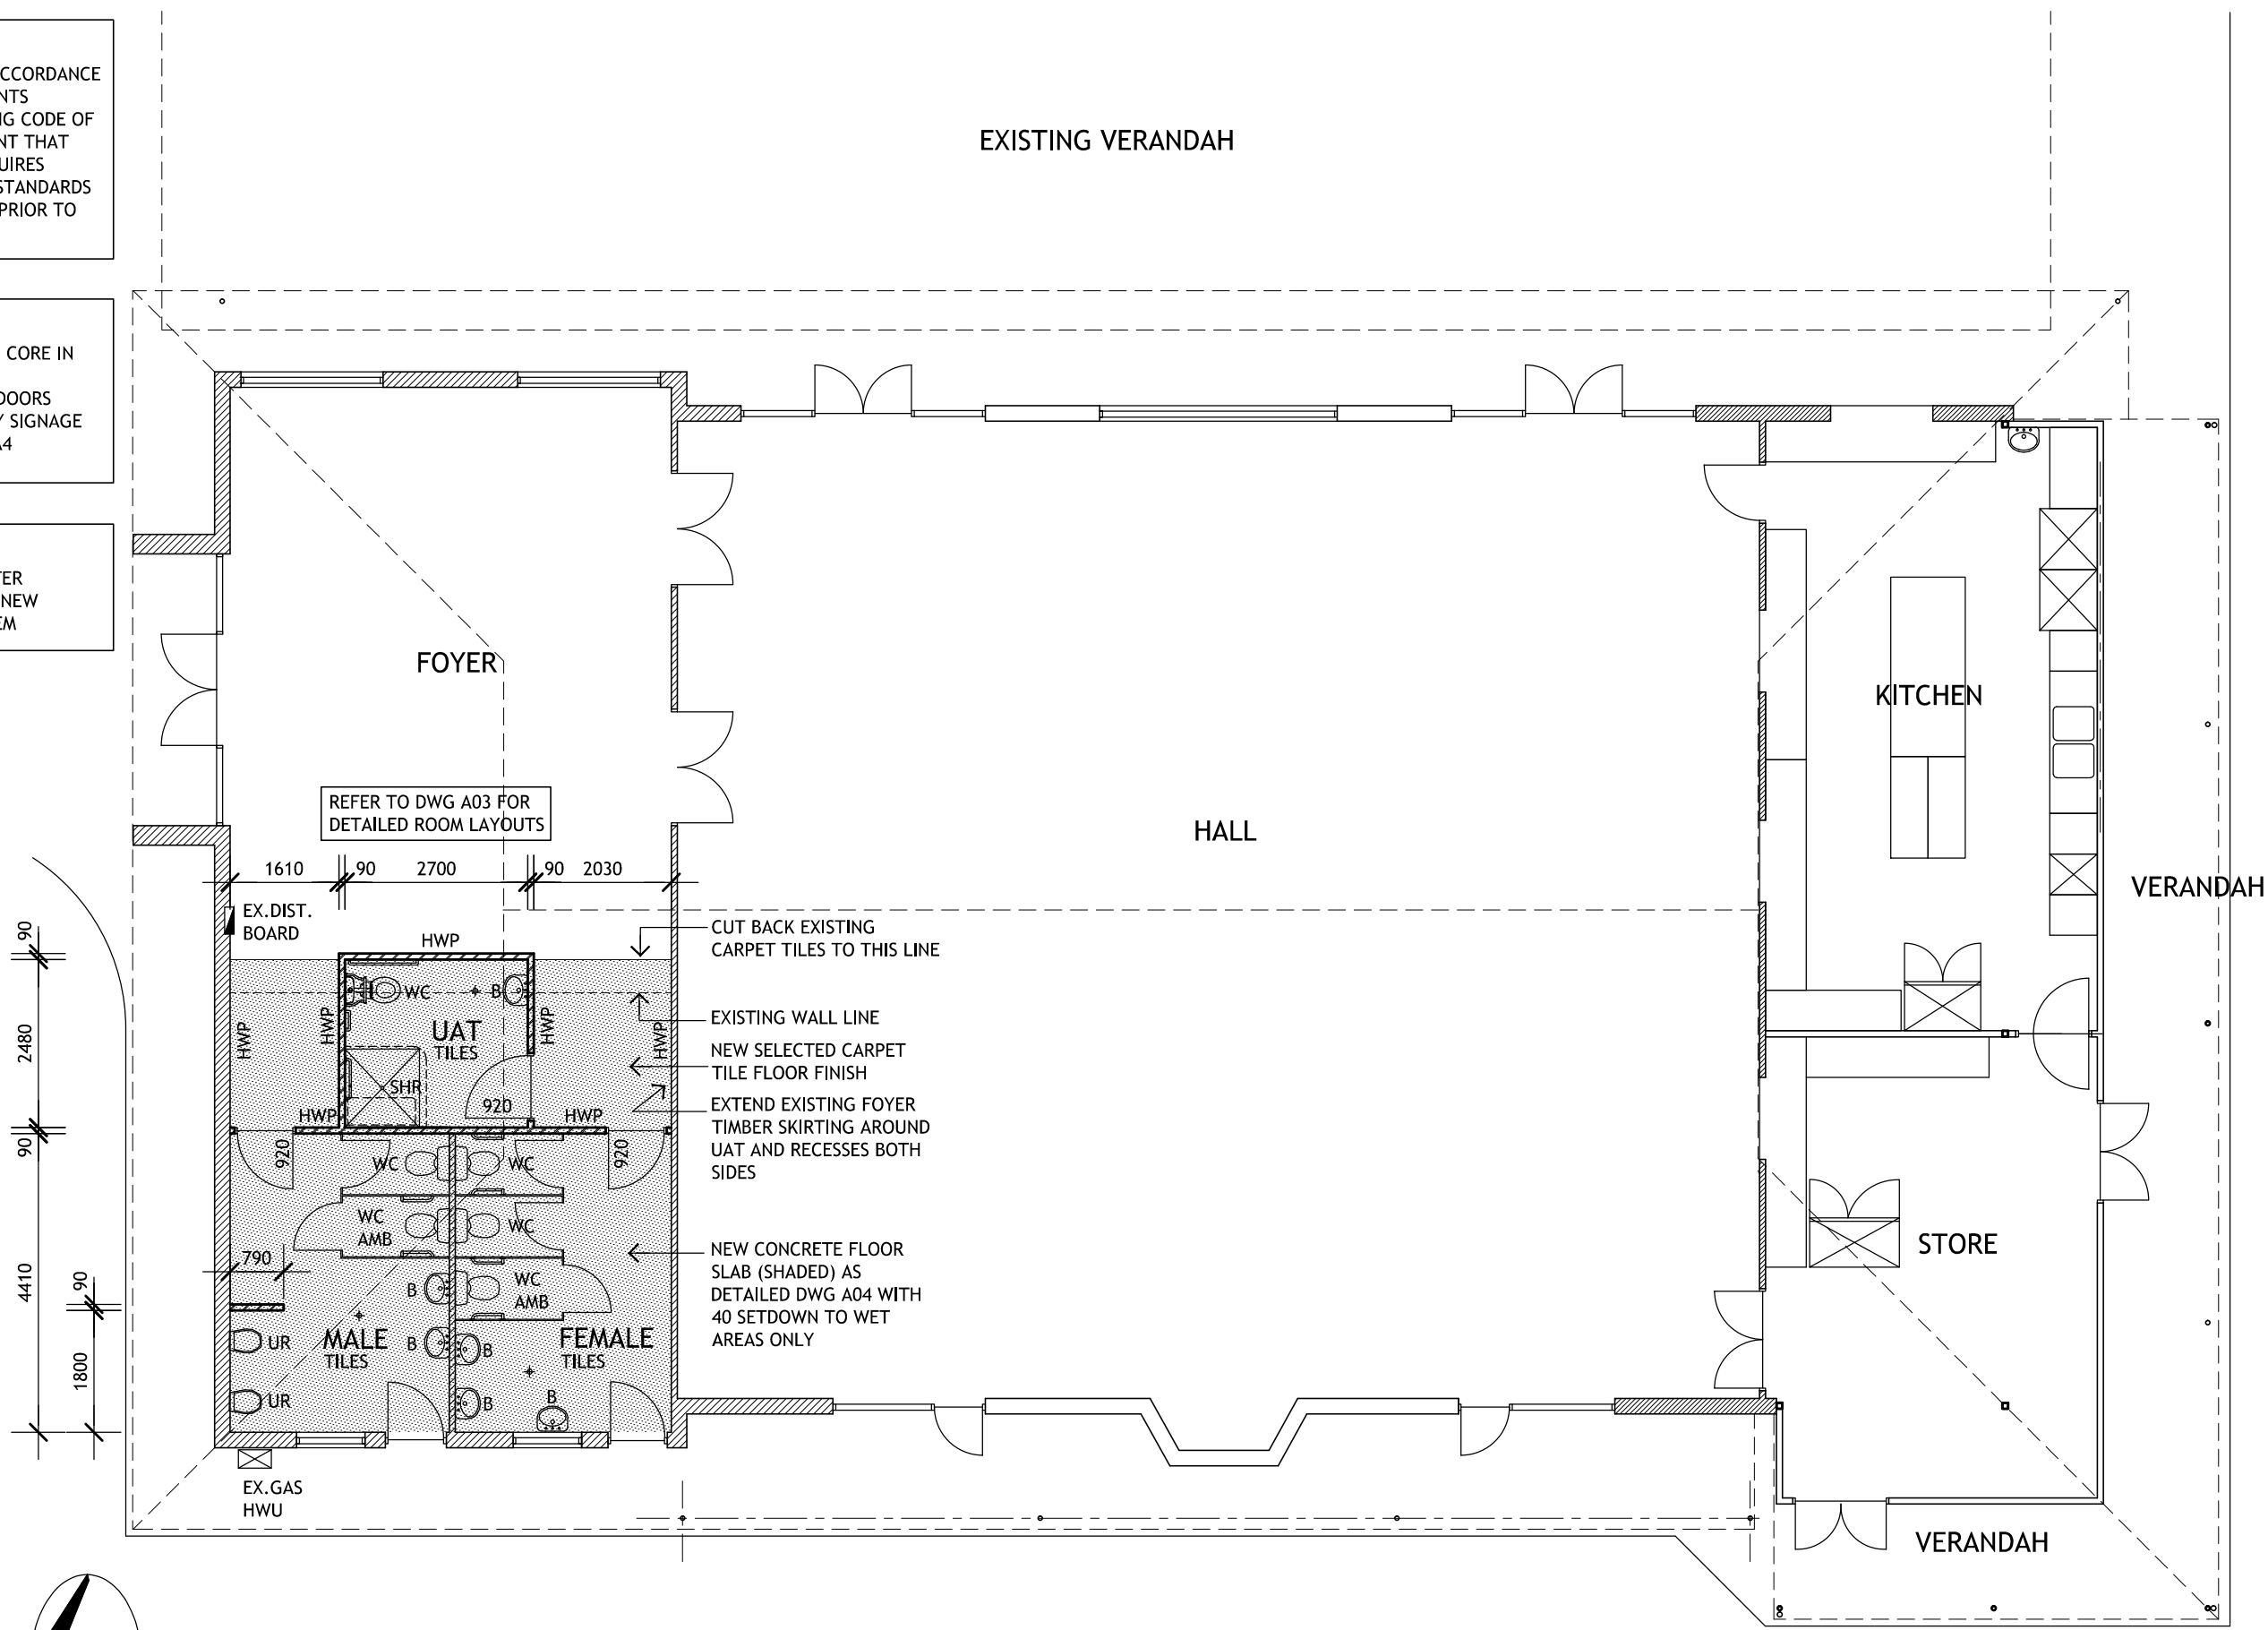 CCORDANCE
NTS
NG CODE OF
NT THAT
UIRES
STANDARDS
PRIOR TO
CORE IN
DOORS
Y SIGNAGE
A4
TER
NEW
EM
EXISTING VERANDAH
FOYER
KITCHEN
HALL
VERANDAH
REFER TO DWG A03 FOR
DETAILED ROOM LAYOUTS
1610
90
2700
90
2030
EX.DIST.
BOARD
HWP
CUT BACK EXISTING
CARPET TILES TO THIS LINE
EXISTING WALL LINE
NEW SELECTED CARPET
TILE FLOOR FINISH
EXTEND EXISTING FOYER
TIMBER SKIRTING AROUND
UAT AND RECESSES BOTH
SIDES
NEW CONCRETE FLOOR
SLAB (SHADED) AS
DETAILED DWG A04 WITH
40 SETDOWN TO WET
AREAS ONLY
90
2480
90
4410
90
1800
WC
B
HWP
HWP
HWP
HWP
UAT
TILES
SHR
920
HWP
HWP
920
920
WC
WC
WC
AMB
WC
WC
AMB
790
B
B
UR
UR
MALE
TILES
FEMALE
TILES
B
B
B
EX.GAS
HWU
STORE
VERANDAH